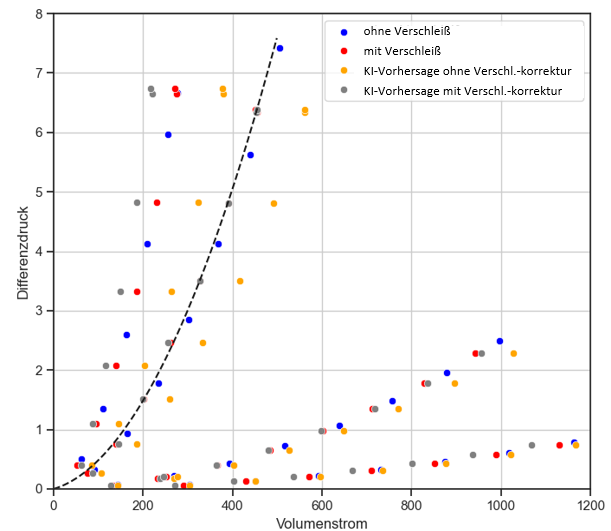 8
7
6
5
4
3
2
1
0
Differenzdruck
0 200 400 600 800 1000 1200
Volumenstrom
ohne Verschleiß
mit Verschleiß
KI-Vorhersage ohne Verschl.-korrektur
KI-Vorhersage mit Verschl.-korrektur